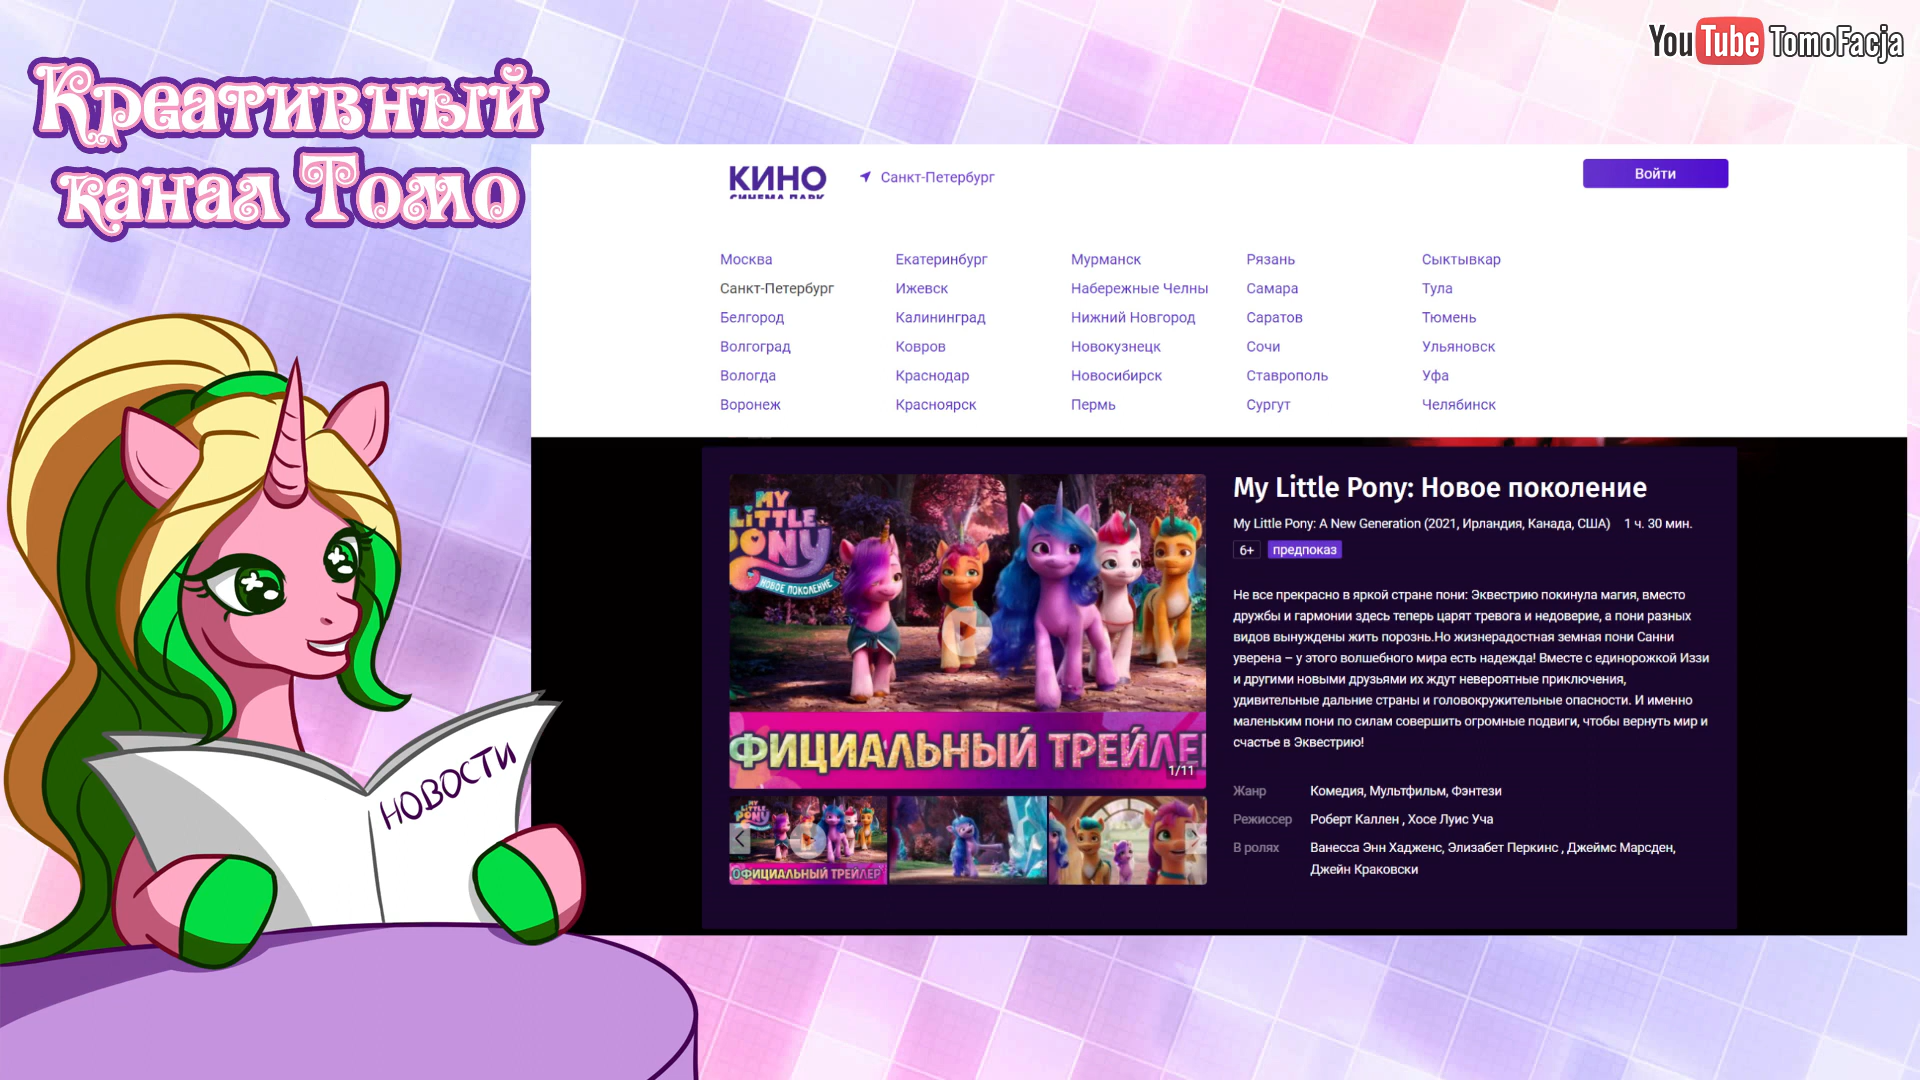 Креативный
канал Томо
YouTube TomoFacja
КИНО
СИНЕМА ПАРК
Санкт-Петербург
Войти
Москва
Екатеринбург
Мурманск
Рязань
Сыктывкар
Санкт-Петербург
Ижевск
Набережные Челны
Самара
Тула
Белгород
Калининград
Нижний Новгород
Саратов
Тюмень
Волгоград
Ковров
Новокузнецк
Сочи
Ульяновск
Вологда
Краснодар
Новосибирск
Ставрополь
Уфа
Воронеж
Красноярск
Пермь
Сургут
Челябинск
MY
LITTLE
PONY
НОВОЕ ПОКОЛЕНИЕ
ФИЦИАЛЬНЫЙ ТРЕЙЛЕ
1/11
MY
LITTLE
PONY
ОФИЦИАЛЬНЫЙ ТРЕЙЛЕР
My Little Pony: Новое поколение
My Little Pony: A New Generation (2021, Ирландия, Канада, США) 1 ч. 30 мин.
6+ предпоказ
Не все прекрасно в яркой стране пони: Эквестрию покинула магия, вместо
дружбы и гармонии здесь теперь царят тревога и недоверие, а пони разных
видов вынуждены жить порознь.Но жизнерадостная земная пони Санни
уверена – у этого волшебного мира есть надежда! Вместе с единорожкой Иззи
и другими новыми друзьями их ждут невероятные приключения,
удивительные дальние страны и головокружительные опасности. И именно
маленьким пони по силам совершить огромные подвиги, чтобы вернуть мир и
счастье в Эквестрию!
Жанр Комедия, Мультфильм, Фэнтези
Режиссер Роберт Каллен , Хосе Луис Уча
В ролях Ванесса Энн Хадженс, Элизабет Перкинс , Джеймс Марсден,
Джейн Краковски
НОВОСТИ